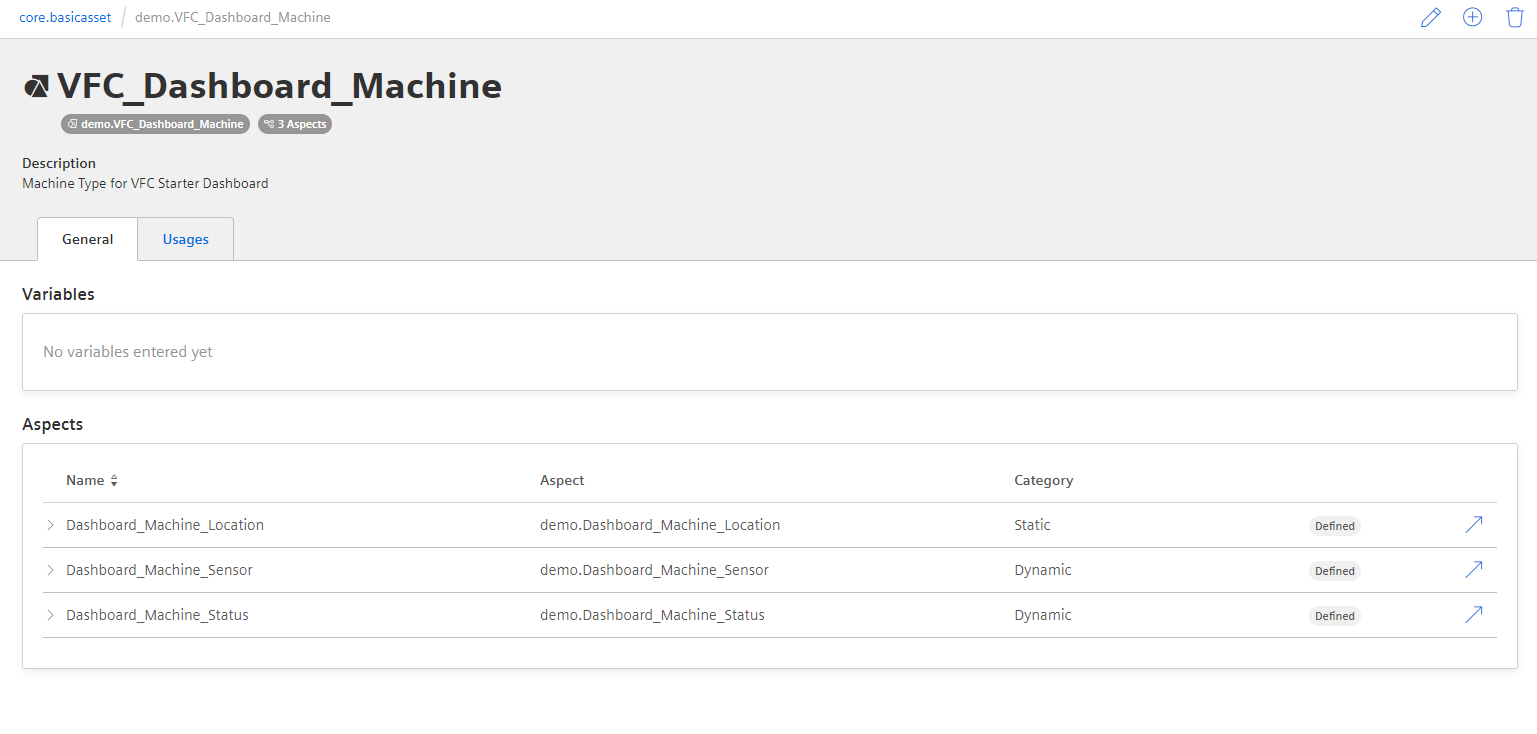 core.basicasset / demo.VFC_Dashboard_Machine
VFC_Dashboard_Machine
demo.VFC_Dashboard_Machine 3 Aspects
Description
Machine Type for VFC Starter Dashboard
General Usages
Variables
No variables entered yet
Aspects
Name Aspect Category
Dashboard_Machine_Location demo.Dashboard_Machine_Location Static Defined
Dashboard_Machine_Sensor demo.Dashboard_Machine_Sensor Dynamic Defined
Dashboard_Machine_Status demo.Dashboard_Machine_Status Dynamic Defined